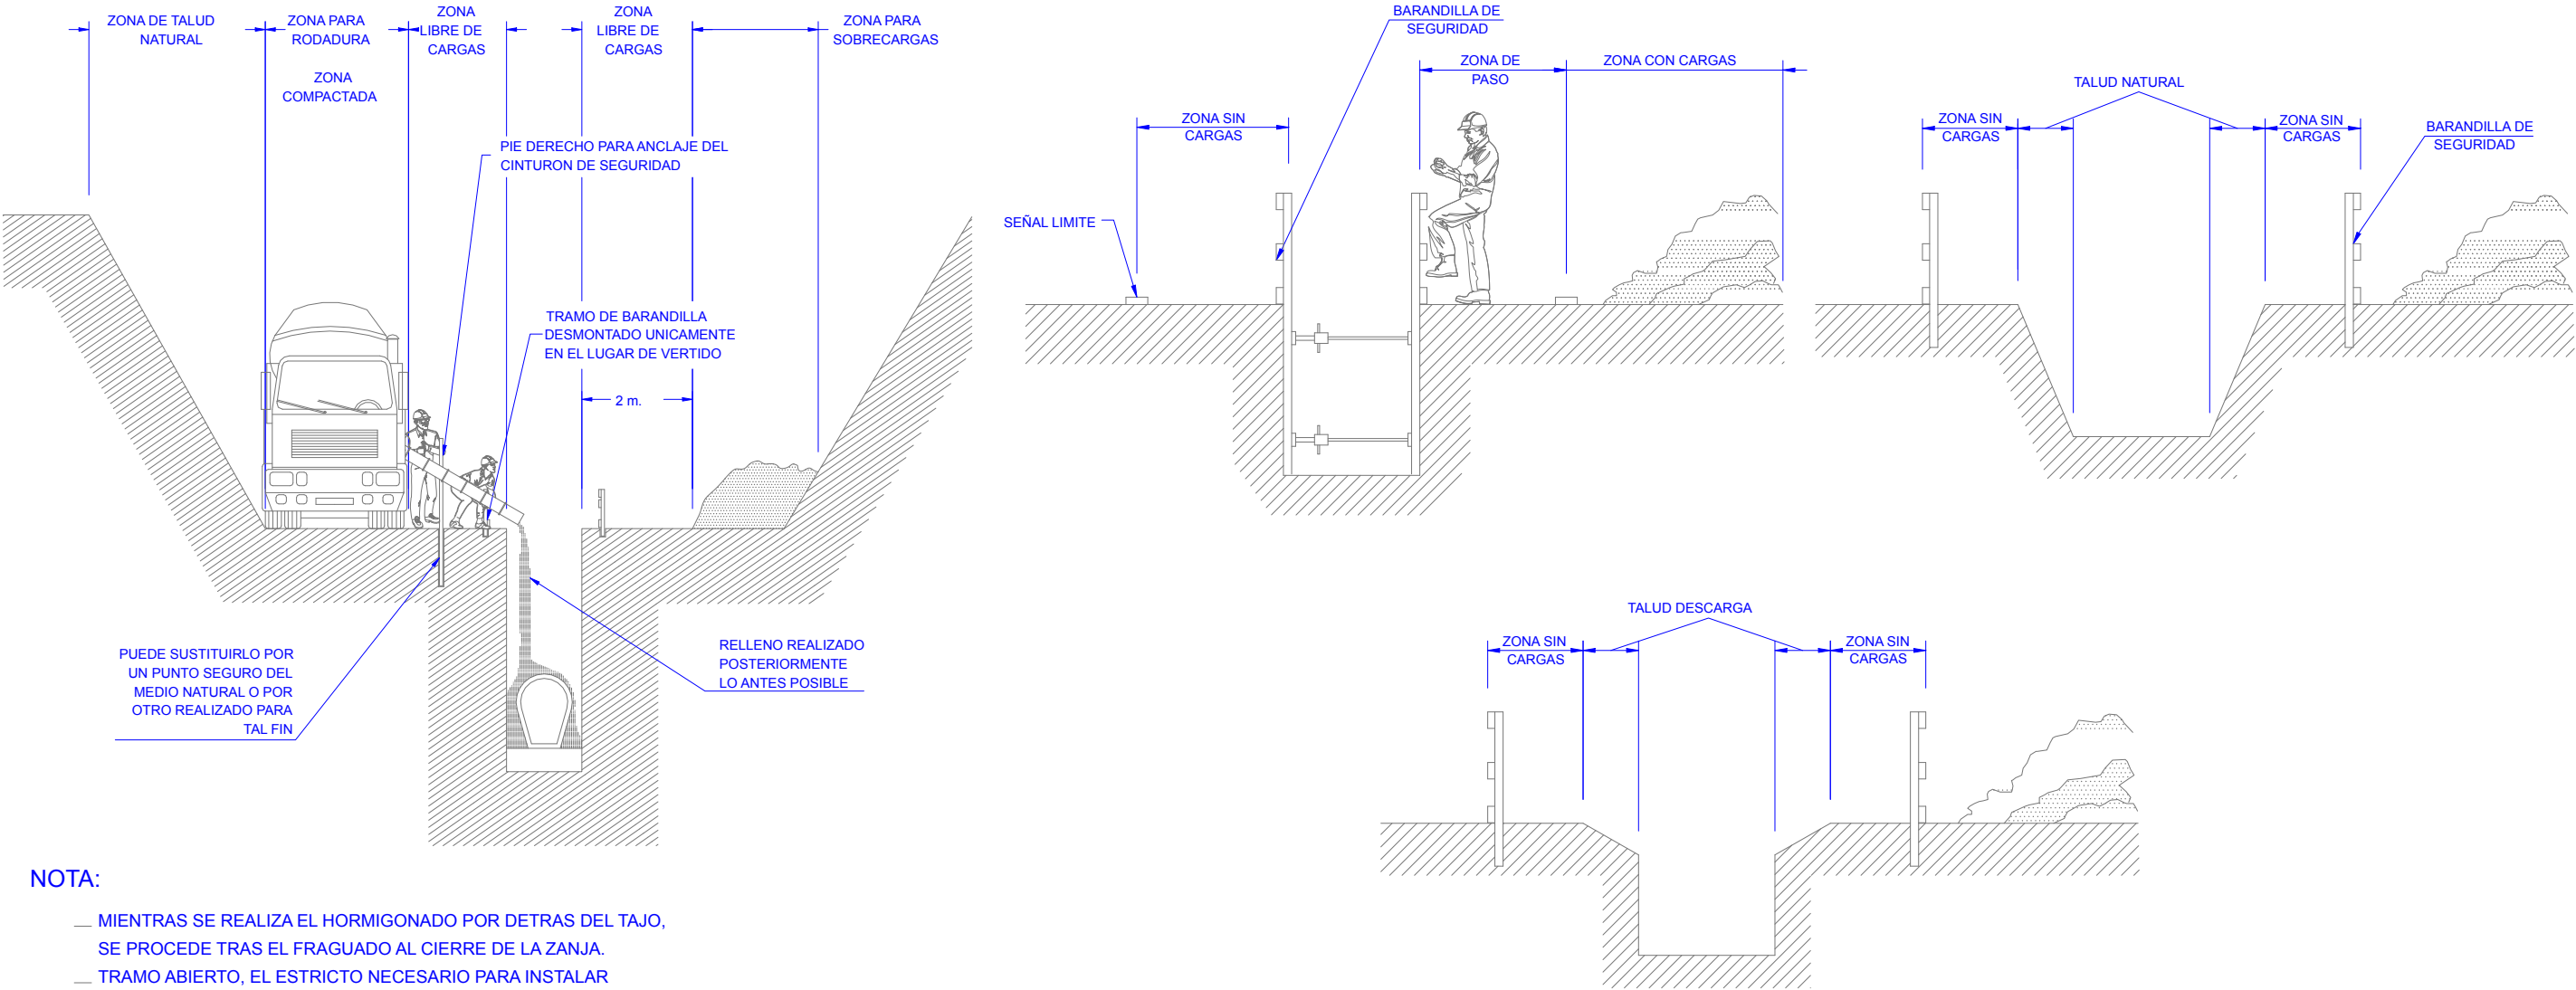 ZONA DE TALUD
NATURAL
ZONA PARA
RODADURA
ZONA
COMPACTADA
ZONA
LIBRE DE
CARGAS
ZONA
LIBRE DE
CARGAS
ZONA PARA
SOBRECARGAS
PIE DERECHO PARA ANCLAJE DEL
CINTURON DE SEGURIDAD
TRAMO DE BARANDILLA
DESMONTADO UNICAMENTE
EN EL LUGAR DE VERTIDO
2 m.
PUEDE SUSTITUIRLO POR
UN PUNTO SEGURO DEL
MEDIO NATURAL O POR
OTRO REALIZADO PARA
TAL FIN
RELLENO REALIZADO
POSTERIORMENTE
LO ANTES POSIBLE
BARANDILLA DE
SEGURIDAD
ZONA DE
PASO
ZONA CON CARGAS
ZONA SIN
CARGAS
SEÑAL LIMITE
TALUD NATURAL
ZONA SIN
CARGAS
ZONA SIN
CARGAS
BARANDILLA DE
SEGURIDAD
TALUD DESCARGA
ZONA SIN
CARGAS
ZONA SIN
CARGAS
NOTA:
— MIENTRAS SE REALIZA EL HORMIGONADO POR DETRAS DEL TAJO,
SE PROCEDE TRAS EL FRAGUADO AL CIERRE DE LA ZANJA.
— TRAMO ABIERTO, EL ESTRICTO NECESARIO PARA INSTALAR